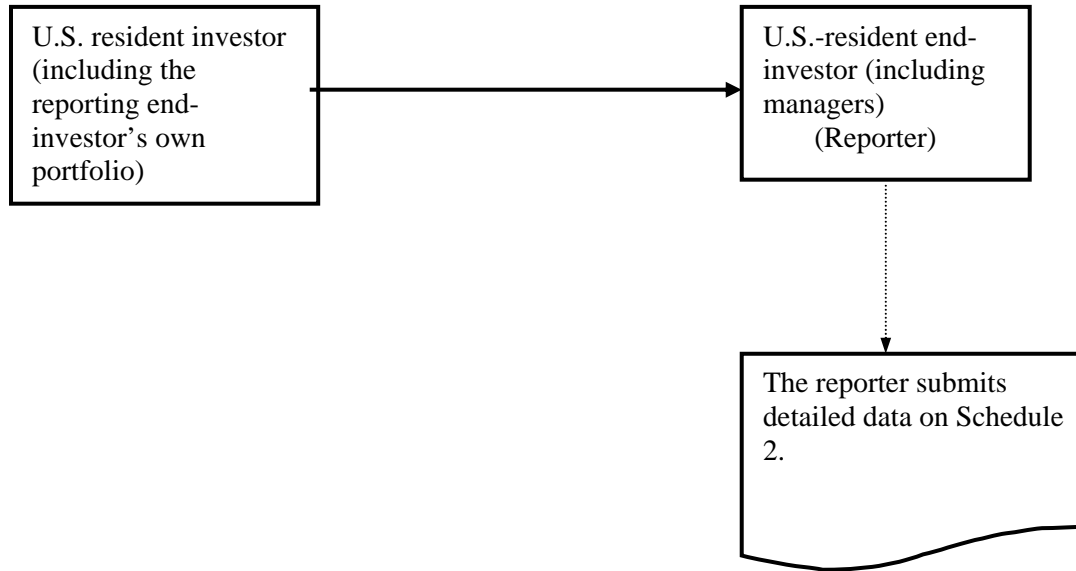 U.S. resident investor
(including the
reporting end-
investor’s own
portfolio)
U.S.-resident end-
investor (including
managers)
(Reporter)
The reporter submits
detailed data on Schedule
2.